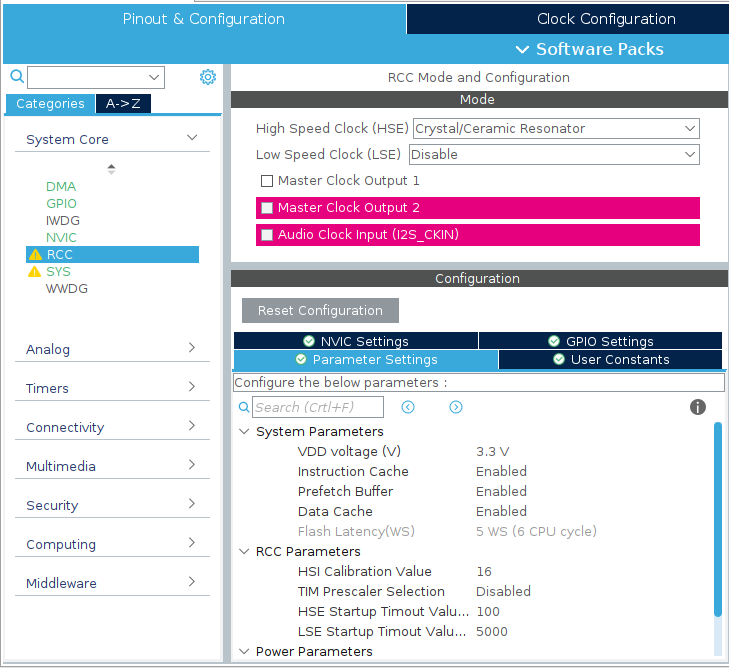 Pinout & Configuration
Clock Configuration
Software Packs
Categories
A->Z
System Core
DMA
GPIO
IWDG
NVIC
RCC
SYS
WWDG
Analog
Timers
Connectivity
Multimedia
Security
Computing
Middleware
RCC Mode and Configuration
Mode
High Speed Clock (HSE) Crystal/Ceramic Resonator
Low Speed Clock (LSE) Disable
Master Clock Output 1
Master Clock Output 2
Audio Clock Input (I2S_CKIN)
Configuration
Reset Configuration
NVIC Settings
GPIO Settings
Parameter Settings
User Constants
Configure the below parameters :
Search (Crtl+F)
System Parameters
VDD voltage (V) 3.3 V
Instruction Cache Enabled
Prefetch Buffer Enabled
Data Cache Enabled
Flash Latency(WS) 5 WS (6 CPU cycle)
RCC Parameters
HSI Calibration Value 16
TIM Prescaler Selection Disabled
HSE Startup Timout Valu... 100
LSE Startup Timout Valu... 5000
Power Parameters